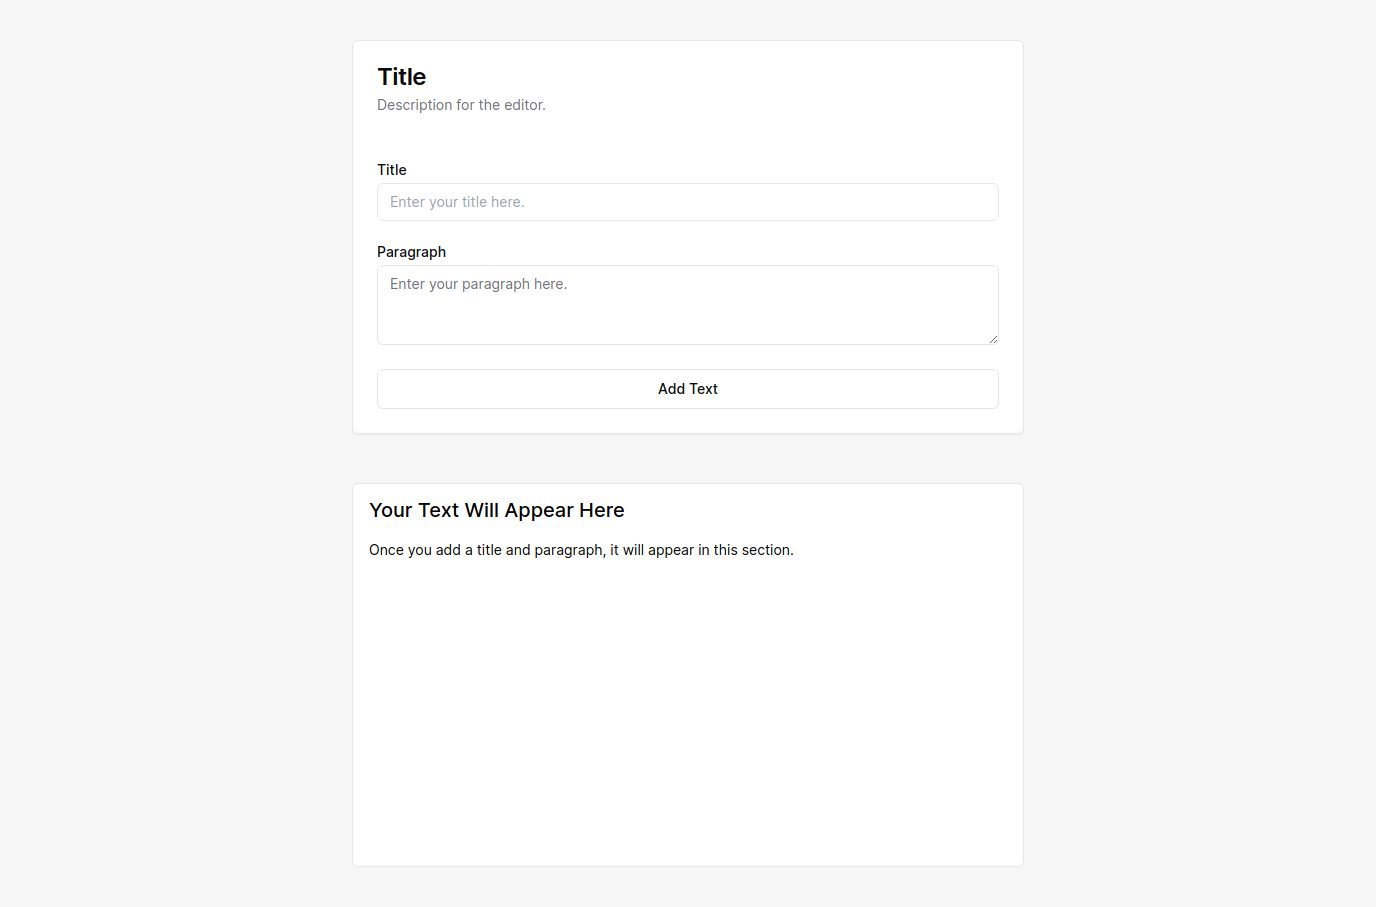 Title
Description for the editor.
Title
Enter your title here.
Paragraph
Enter your paragraph here.
Add Text
Your Text Will Appear Here
Once you add a title and paragraph, it will appear in this section.